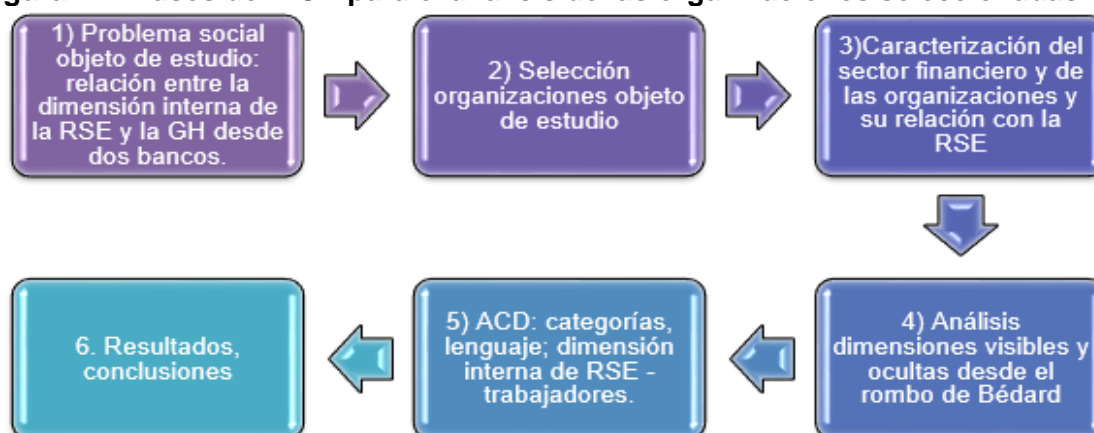 1) Problema social
objeto de estudio:
relación entre la
dimensión interna de
la RSE y la GH desde
dos bancos.
2) Selección
organizaciones objeto
de estudio
3)Caracterización del
sector financiero y de
las organizaciones y
su relación con la
RSE
4) Análisis
dimensiones visibles y
ocultas desde el
rombo de Bédard
5) ACD: categorías,
lenguaje; dimensión
interna de RSE -
trabajadores.
6. Resultados,
conclusiones